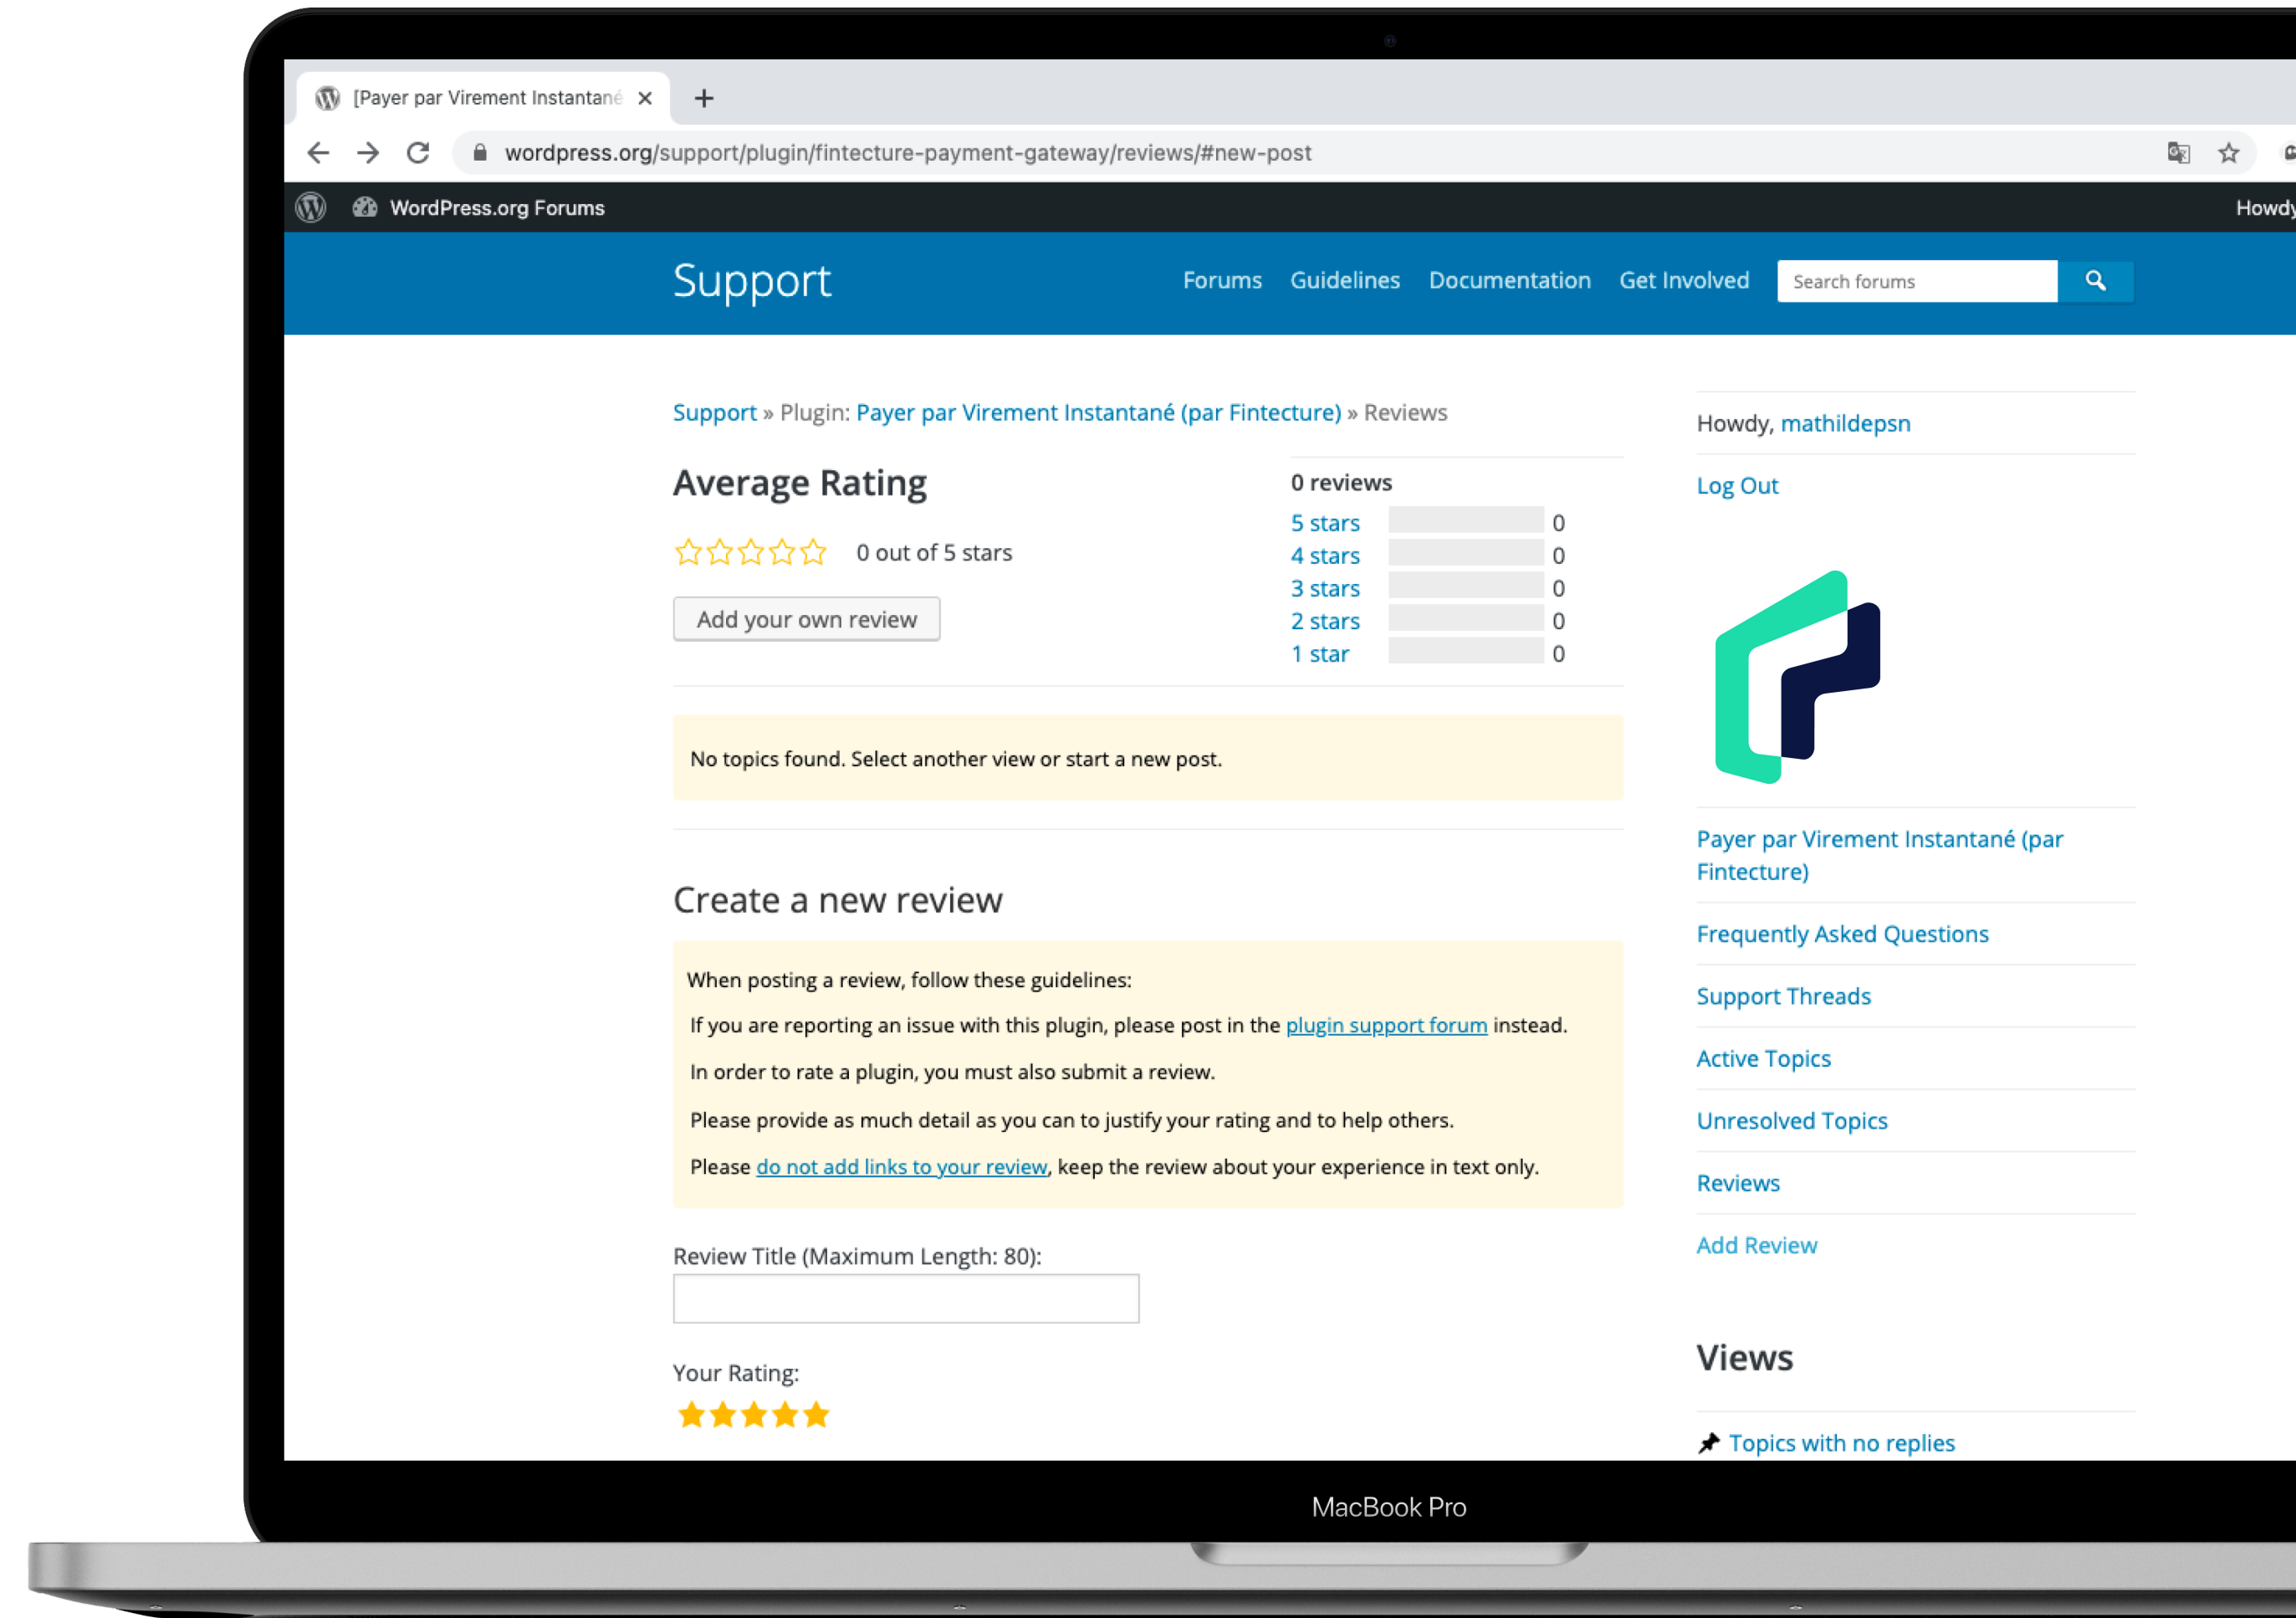 [Payer par Virement Instantané
wordpress.org/support/plugin/fintecture-payment-gateway/reviews/#new-post
WordPress.org Forums
Howdy
Support
Forums Guidelines Documentation Get Involved Search forums
Support » Plugin: Payer par Virement Instantané (par Fintecture) » Reviews
Average Rating
0 out of 5 stars
Add your own review
0 reviews
5 stars 0
4 stars 0
3 stars 0
2 stars 0
1 star 0
No topics found. Select another view or start a new post.
Create a new review
When posting a review, follow these guidelines:
If you are reporting an issue with this plugin, please post in the plugin support forum instead.
In order to rate a plugin, you must also submit a review.
Please provide as much detail as you can to justify your rating and to help others.
Please do not add links to your review, keep the review about your experience in text only.
Review Title (Maximum Length: 80):
Your Rating:
Howdy, mathildepsn
Log Out
Payer par Virement Instantané (par
Fintecture)
Frequently Asked Questions
Support Threads
Active Topics
Unresolved Topics
Reviews
Add Review
Views
Topics with no replies
MacBook Pro